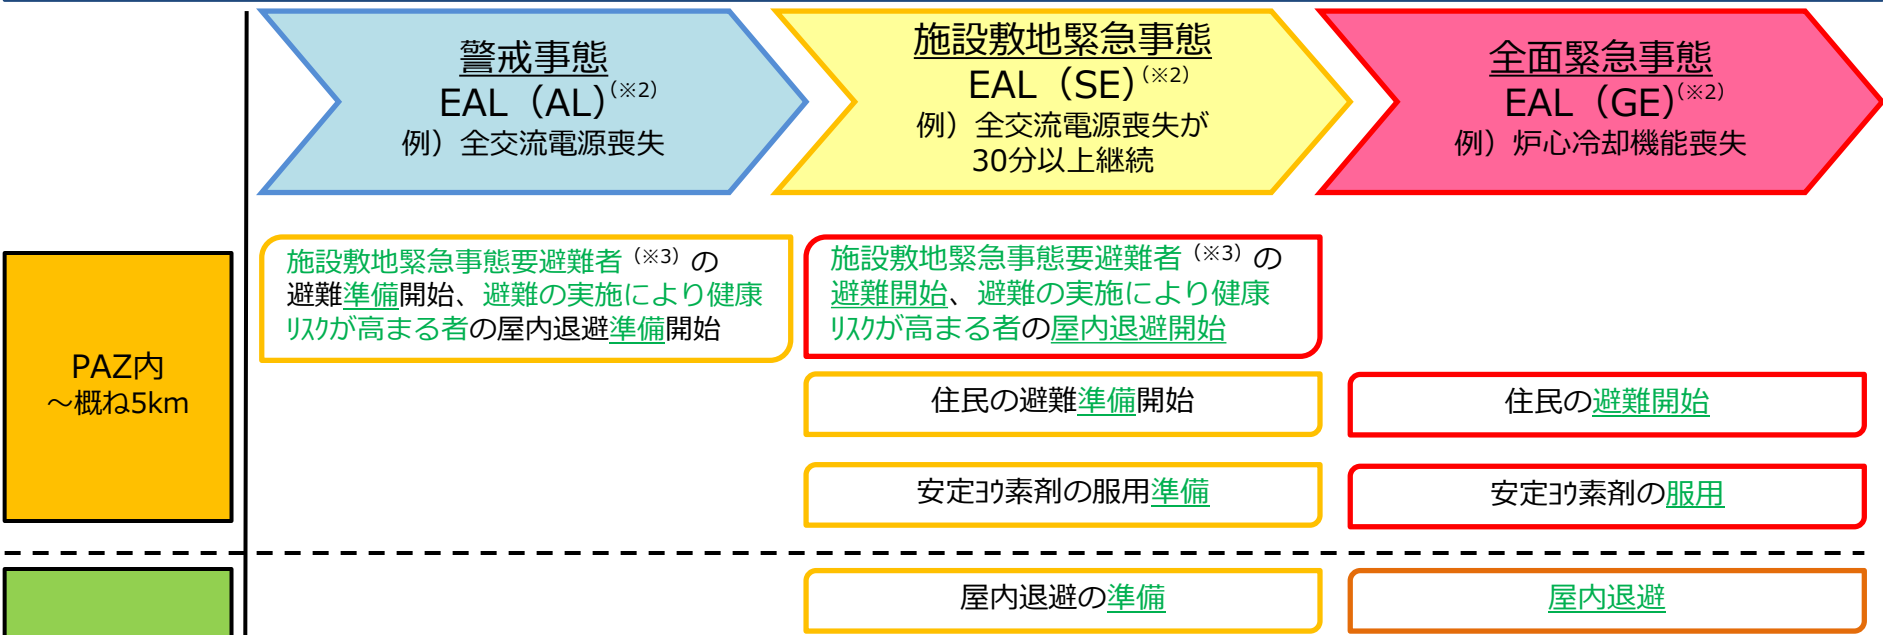 警戒事態
EAL（AL）(※2)
例）全交流電源喪失
施設敷地緊急事態
EAL（SE）(※2)
例）全交流電源喪失が
30分以上継続
全面緊急事態
EAL（GE）(※2)
例）炉心冷却機能喪失
PAZ内
～概ね5km
施設敷地緊急事態要避難者（※3）の
避難準備開始、避難の実施により健康
ﾘｽｸが高まる者の屋内退避準備開始
施設敷地緊急事態要避難者（※3）の
避難開始、避難の実施により健康
ﾘｽｸが高まる者の屋内退避開始
住民の避難準備開始
住民の避難開始
安定ﾖｳ素剤の服用準備
安定ﾖｳ素剤の服用
屋内退避の準備
屋内退避